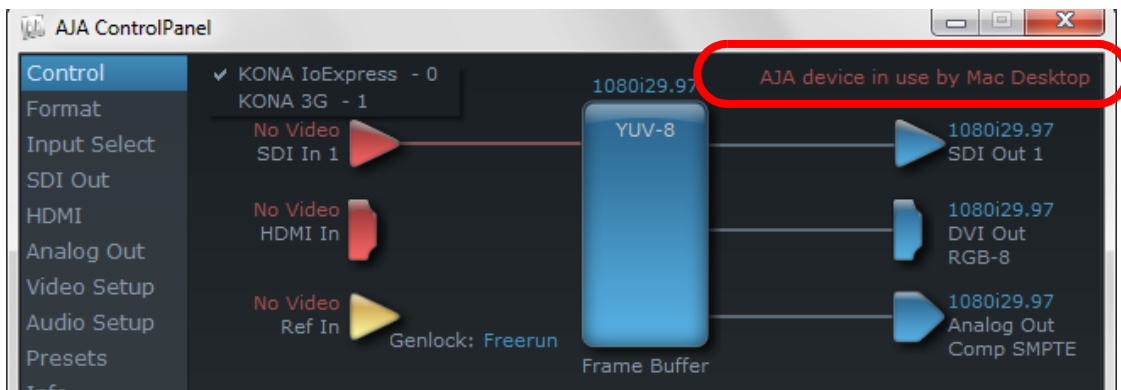 AJA ControlPanel
Control
Format
Input Select
SDI Out
HDMI
Analog Out
Video Setup
Audio Setup
Presets
Info
✔ KONA IoExpress - 0
KONA 3G - 1
No Video
SDI In 1
No Video
HDMI In
No Video
Ref In
Genlock: Freerun
1080i29.97
YUV-8
Frame Buffer
AJA device in use by Mac Desktop
1080i29.97
SDI Out 1
1080i29.97
DVI Out
RGB-8
1080i29.97
Analog Out
Comp SMPTE